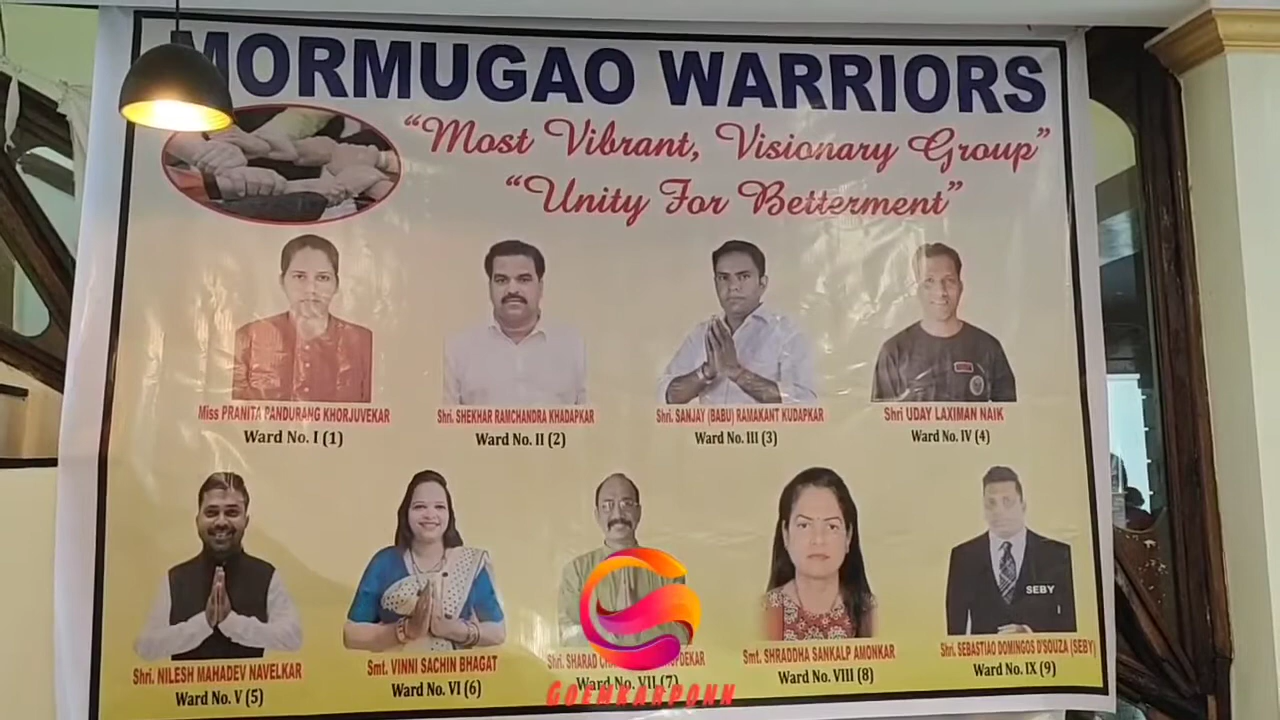 MORMUGAO WARRIORS
“Most Vibrant, Visionary Group”
“Unity For Betterment”
Miss PRANITA PANDURANG KHORJUVEKAR
Ward No. I (1)
Shri. SHEKHAR RAMCHANDRA KHADAPKAR
Ward No. II (2)
Shri. SANJAY (BABU) RAMAKANT KUDAPKAR
Ward No. III (3)
Shri UDAY LAXIMAN NAIK
Ward No. IV (4)
Shri. NILESH MAHADEV NAVELKAR
Ward No. V (5)
Smt. VINNI SACHIN BHAGAT
Ward No. VI (6)
Shri. SHARAD
Ward No. VII (7)
Smt. SHRADDHA SANKALP AMONKAR
Ward No. VIII (8)
SEBY
Shri. SEBASTIAO DOMINGOS D'SOUZA (SEBY)
Ward No. IX (9)
GOEMKARPONN